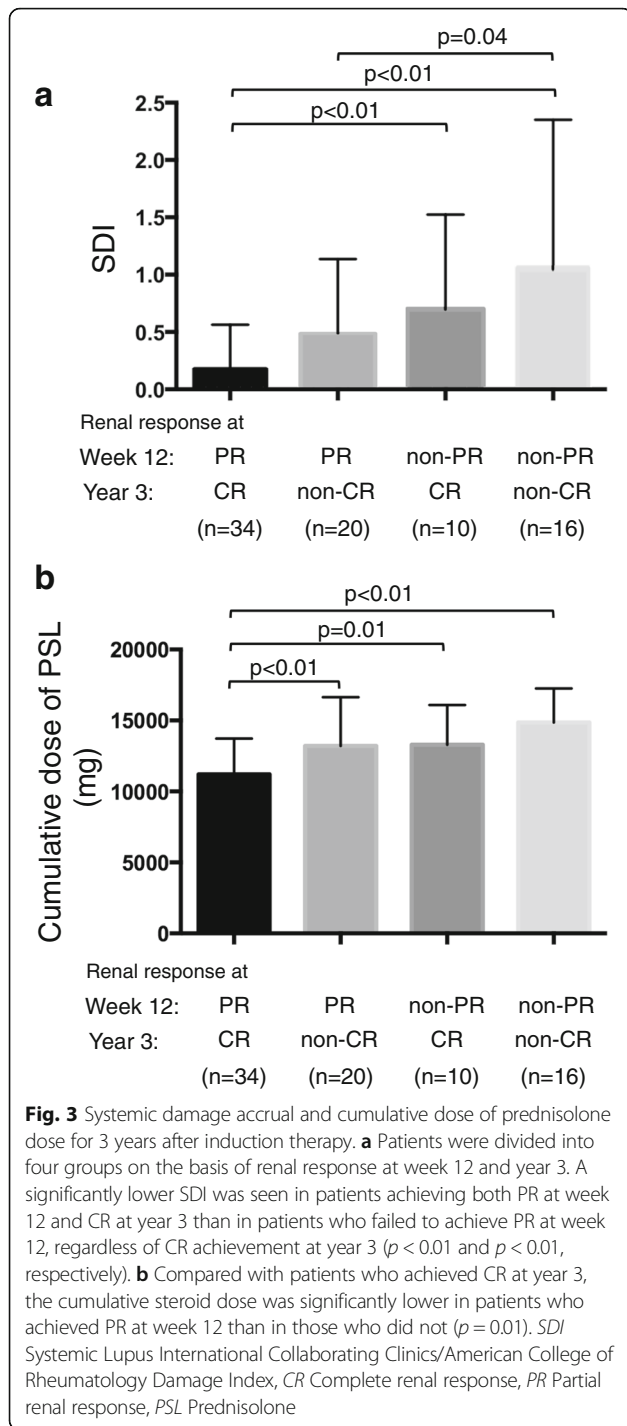 p=0.04
p<0.01
a
p<0.01
2.5
2.0
1.5
1.0
0.5
0.0
SDI
Renal response at
Week 12: PR PR non-PR non-PR
Year 3: CR non-CR CR non-CR
(n=34) (n=20) (n=10) (n=16)
b
p<0.01
p=0.01
p<0.01
20000
15000
10000
5000
0
Cumulative dose of PSL
(mg)
Renal response at
Week 12: PR PR non-PR non-PR
Year 3: CR non-CR CR non-CR
(n=34) (n=20) (n=10) (n=16)
Fig. 3 Systemic damage accrual and cumulative dose of prednisolone
dose for 3 years after induction therapy. a Patients were divided into
four groups on the basis of renal response at week 12 and year 3. A
significantly lower SDI was seen in patients achieving both PR at week
12 and CR at year 3 than in patients who failed to achieve PR at week
12, regardless of CR achievement at year 3 (p < 0.01 and p < 0.01,
respectively). b Compared with patients who achieved CR at year 3,
the cumulative steroid dose was significantly lower in patients who
achieved PR at week 12 than in those who did not (p = 0.01). SDI
Systemic Lupus International Collaborating Clinics/American College of
Rheumatology Damage Index, CR Complete renal response, PR Partial
renal response, PSL Prednisolone